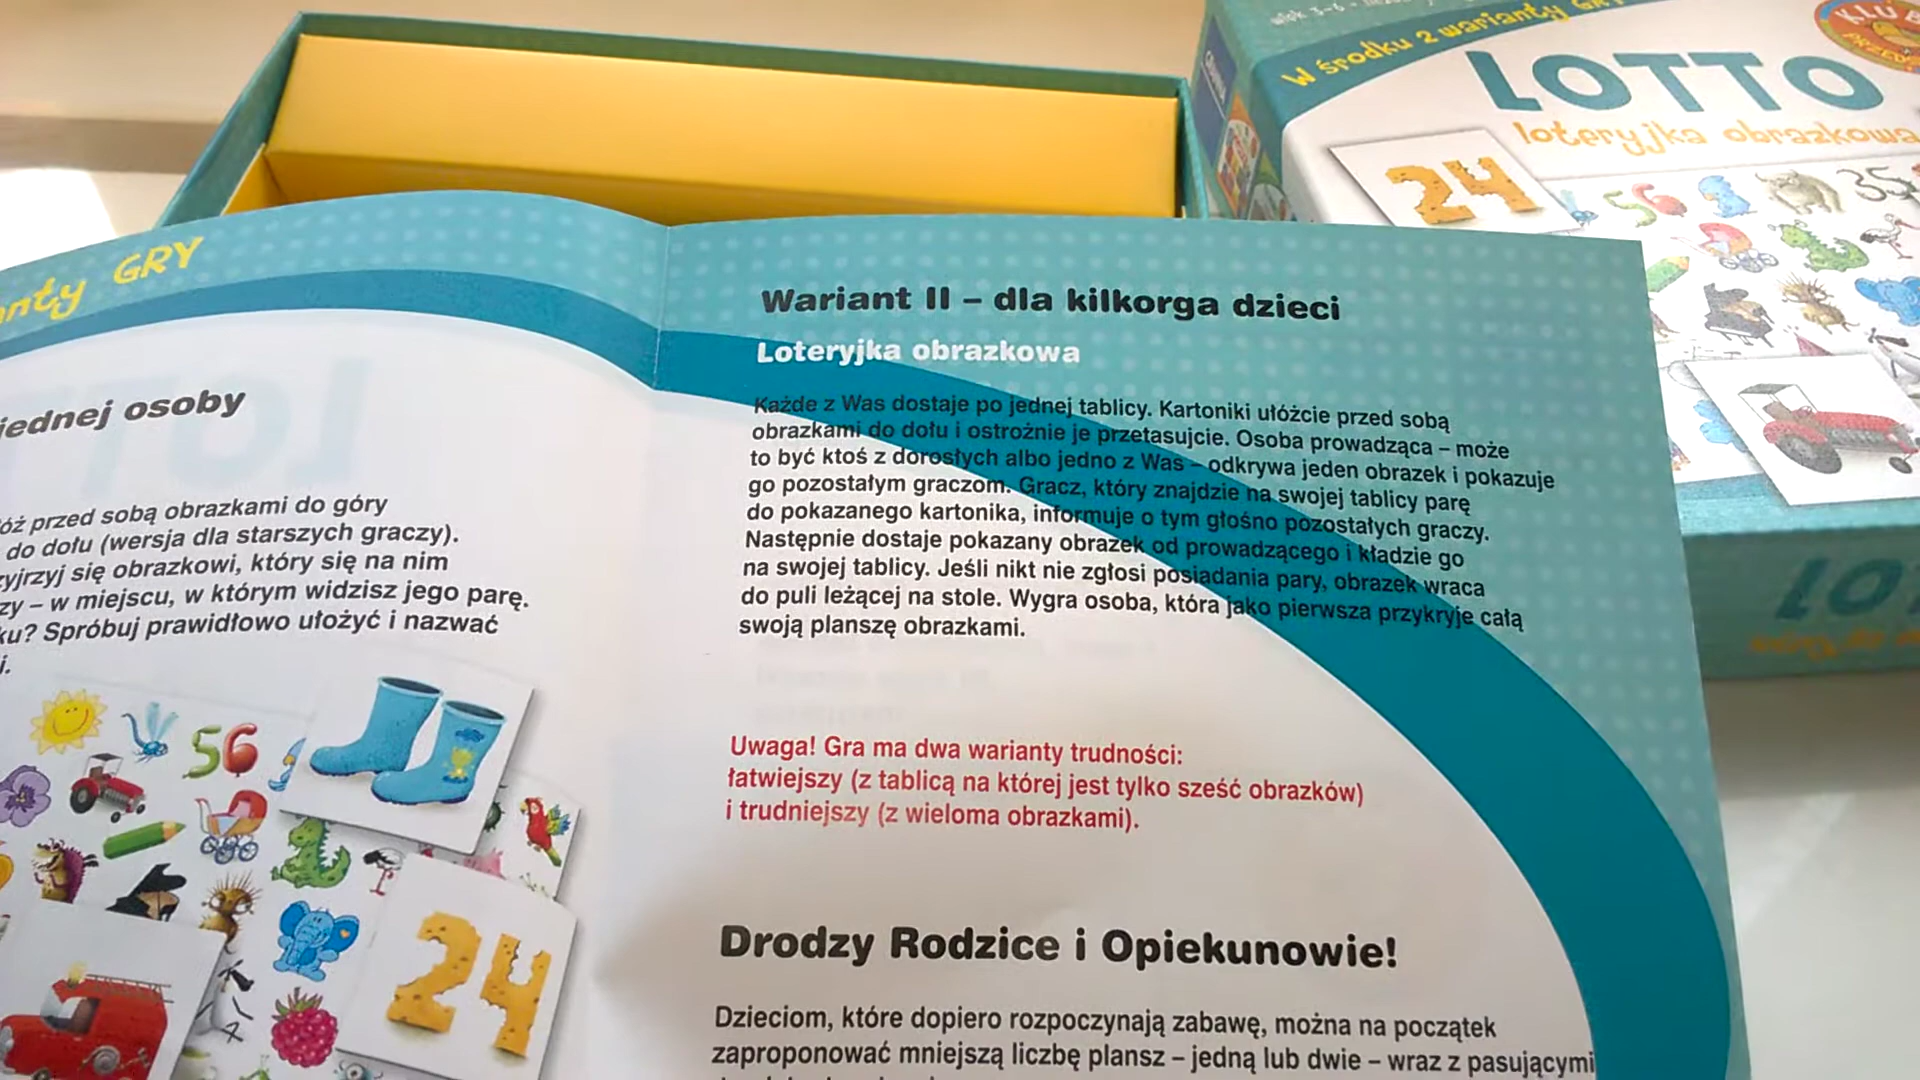 W środku 2 warianty
LOTTO
loteryjka obrazkowa
24
56
35
GRY
Wariant II – dla kilkorga dzieci
Loteryjka obrazkowa
Każde z Was dostaje po jednej tablicy. Kartoniki ułóżcie przed sobą
obrazkami do dołu i ostrożnie je przetasujcie. Osoba prowadząca – może
to być ktoś z dorosłych albo jedno z Was – odkrywa jeden obrazek i pokazuje
go pozostałym graczom. Gracz, który znajdzie na swojej tablicy parę
do pokazanego kartonika, informuje o tym głośno pozostałych graczy.
Następnie dostaje pokazany obrazek od prowadzącego i kładzie go
na swojej tablicy. Jeśli nikt nie zgłosi posiadania pary, obrazek wraca
do puli leżącej na stole. Wygra osoba, która jako pierwsza przykryje całą
swoją planszę obrazkami.
Uwaga! Gra ma dwa warianty trudności:
łatwiejszy (z tablicą na której jest tylko sześć obrazków)
i trudniejszy (z wieloma obrazkami).
Drodzy Rodzice i Opiekunowie!
Dzieciom, które dopiero rozpoczynają zabawę, można na początek
zaproponować mniejszą liczbę plansz – jedną lub dwie – wraz z pasującymi
jednej osoby
przed sobą obrazkami do góry
do dołu (wersja dla starszych graczy).
się obrazkowi, który się na nim
– w miejscu, w którym widzisz jego parę.
Spróbuj prawidłowo ułożyć i nazwać
56
24